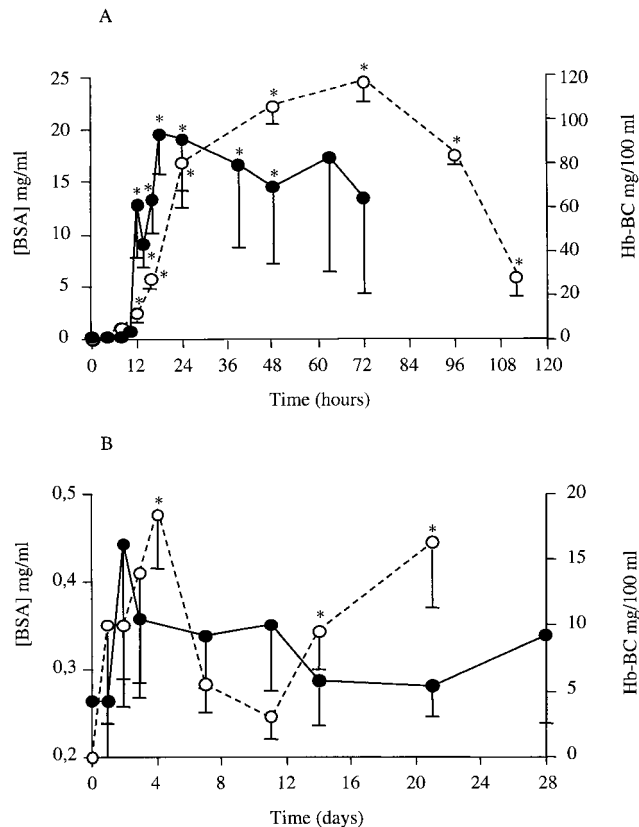 A
[BSA] mg/ml
25
20
15
10
5
0
120
100
80
60
40
20
0
Hb-BC mg/100 ml
0 12 24 36 48 60 72 84 96 108 120
Time (hours)
* * * * * * * * * * * * * *
B
[BSA] mg/ml
0,5
0,4
0,3
0,2
20
15
10
5
0
Hb-BC mg/100 ml
0 4 8 12 16 20 24 28
Time (days)
* * *